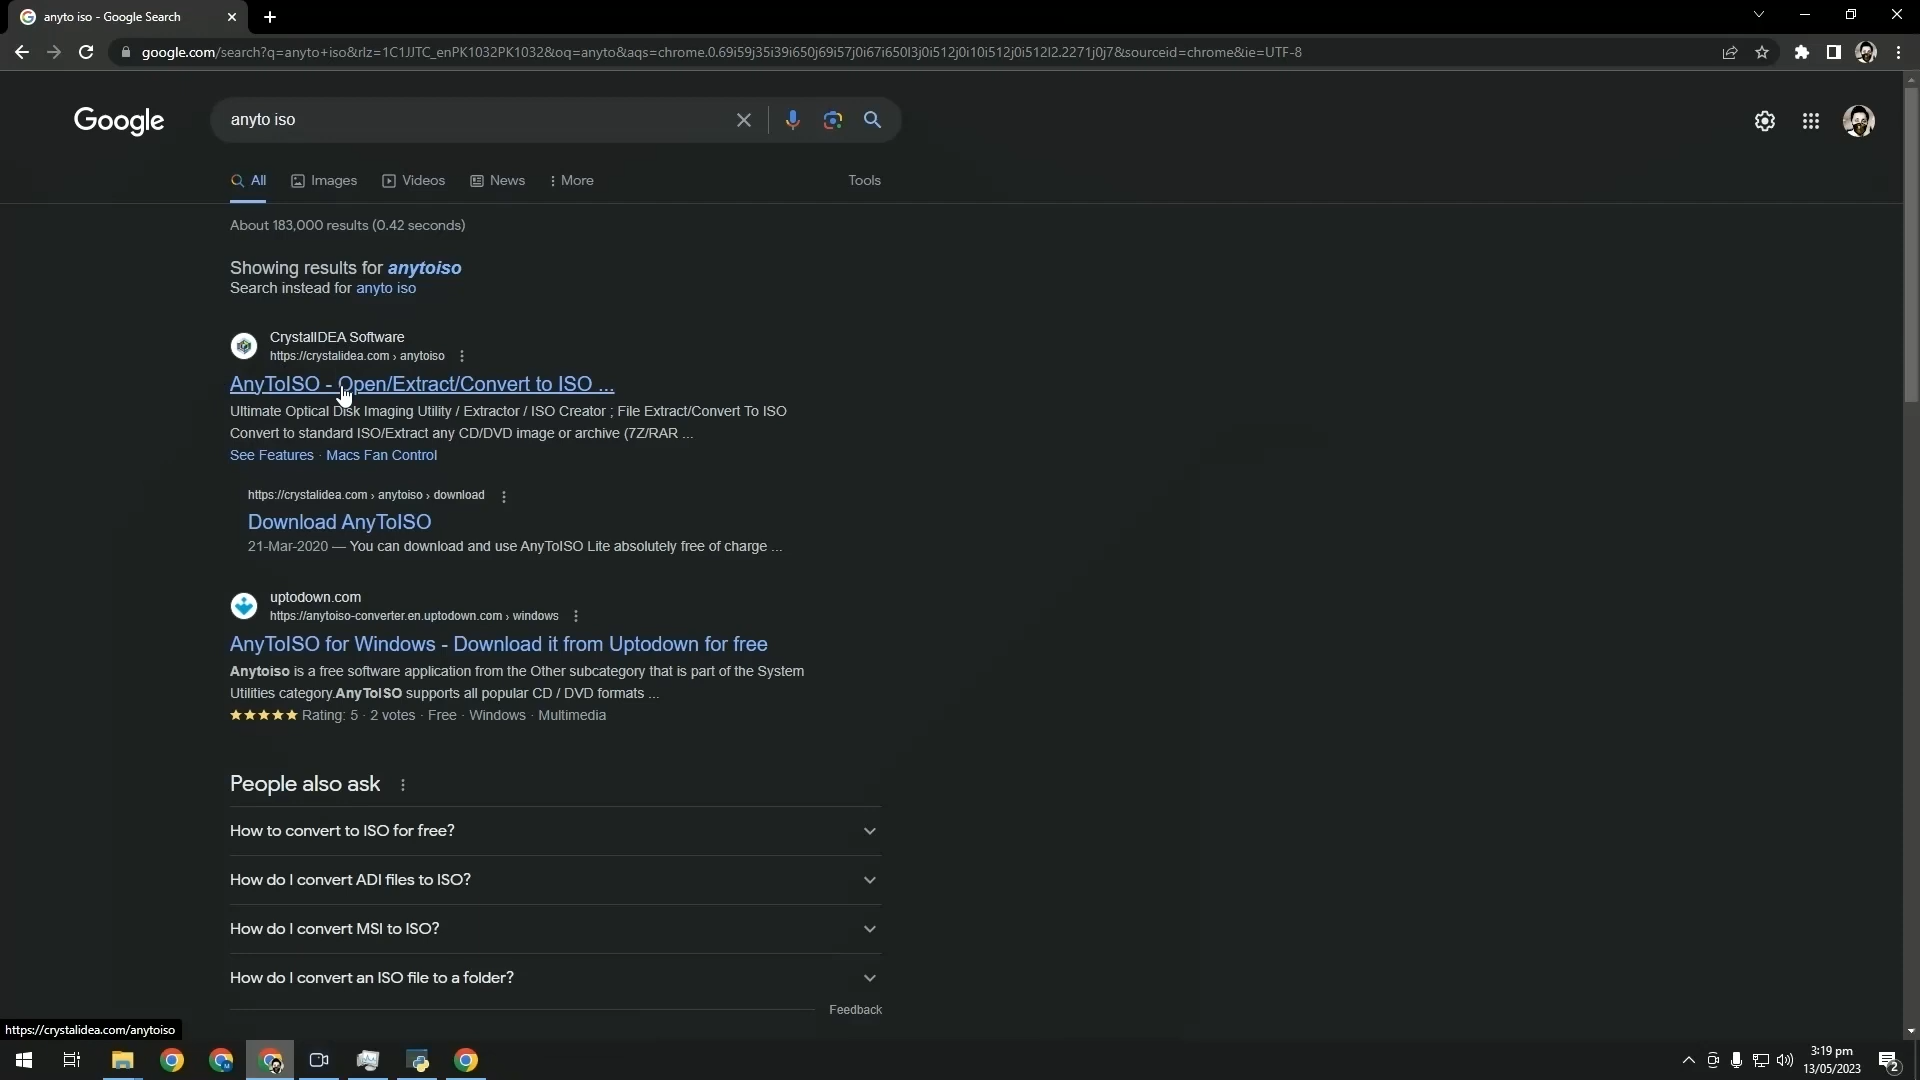 anyto iso - Google Search
google.com/search?q=anyto+iso&rlz=1C1JJTC_enPK1032PK1032&oq=anyto&aqs=chrome.0.69i59j35i39i650j69i57j0i67i650l3j0i512j0i10i512j0i512l2.2271j0j7&sourceid=chrome&ie=UTF-8
Google
anyto iso
All Images Videos News More Tools
About 183,000 results (0.42 seconds)
Showing results for anytoiso
Search instead for anyto iso
CrystalIDEA Software
https://crystalidea.com › anytoiso
AnyToISO - Open/Extract/Convert to ISO ...
Ultimate Optical Disk Imaging Utility / Extractor / ISO Creator ; File Extract/Convert To ISO
Convert to standard ISO/Extract any CD/DVD image or archive (7Z/RAR ...
See Features · Macs Fan Control
https://crystalidea.com › anytoiso › download
Download AnyToISO
21-Mar-2020 — You can download and use AnyToISO Lite absolutely free of charge ...
uptodown.com
https://anytoiso-converter.en.uptodown.com › windows
AnyToISO for Windows - Download it from Uptodown for free
Anytoiso is a free software application from the Other subcategory that is part of the System
Utilities category.AnyToISO supports all popular CD / DVD formats ...
Rating: 5 · 2 votes · Free · Windows · Multimedia
People also ask
How to convert to ISO for free?
How do I convert ADI files to ISO?
How do I convert MSI to ISO?
How do I convert an ISO file to a folder?
Feedback
https://crystalidea.com/anytoiso
3:19 pm
13/05/2023
2